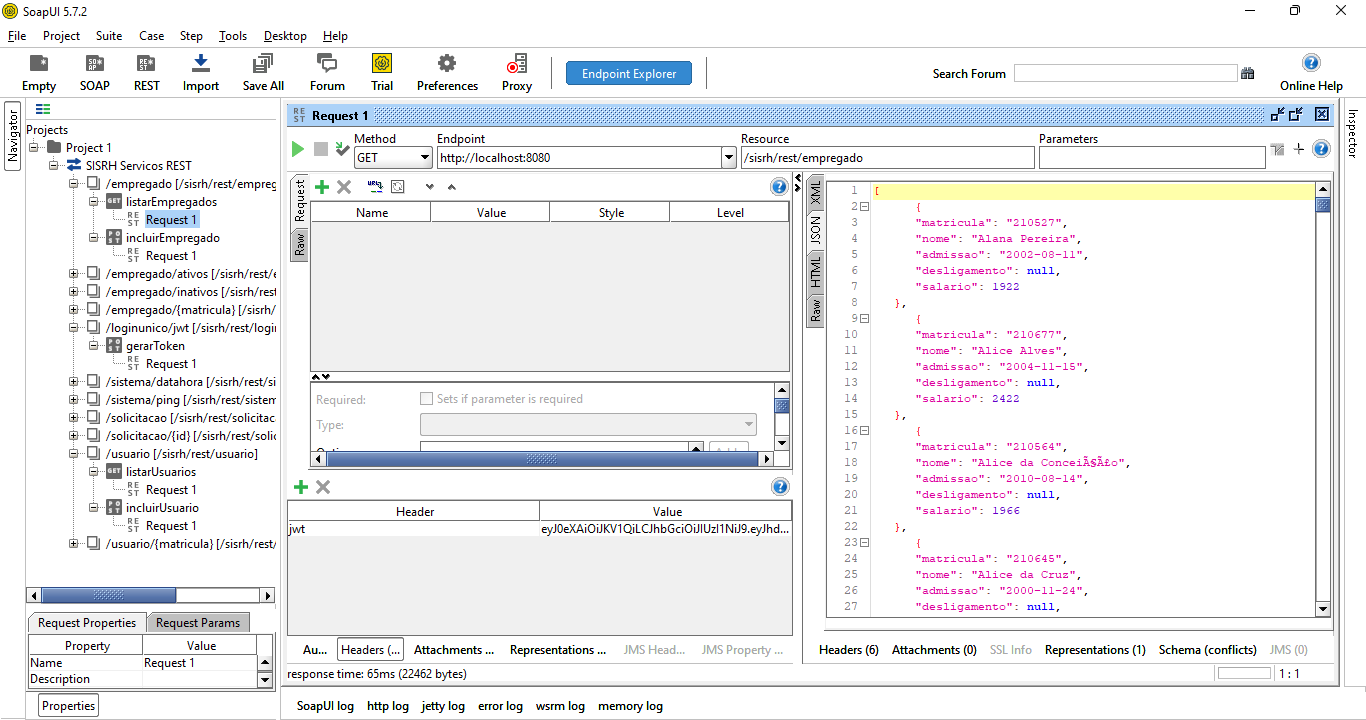 SoapUI 5.7.2
File Project Suite Case Step Tools Desktop Help
Empty SOAP REST Import Save All Forum Trial Preferences Proxy Endpoint Explorer Search Forum Online Help
Navigator
Projects
Project 1
SISRH Servicos REST
/empregado [/sisrh/rest/empreg
listarEmpregados
Request 1
incluirEmpregado
Request 1
/empregado/ativos [/sisrh/rest/e
/empregado/inativos [/sisrh/rest
/empregado/{matricula} [/sisrh/
/loginunico/jwt [/sisrh/rest/logi
gerarToken
Request 1
/sistema/datahora [/sisrh/rest/si
/sistema/ping [/sisrh/rest/sistem
/solicitacao [/sisrh/rest/solicitac
/solicitacao/{id} [/sisrh/rest/solic
/usuario [/sisrh/rest/usuario]
listarUsuarios
Request 1
incluirUsuario
Request 1
/usuario/{matricula} [/sisrh/rest/
Request Properties Request Params
Property Value
Name Request 1
Description
Properties
Request 1
Method Endpoint Resource Parameters
GET http://localhost:8080 /sisrh/rest/empregado
Request
Raw
Name Value Style Level
Required: Sets if parameter is required
Type:
Header Value
jwt eyJ0eXAiOiJKV1QiLCJhbGciOiJIUzI1NiJ9.eyJhd...
Au... Headers (... Attachments ... Representations ... JMS Head... JMS Property ...
XML
JSON
HTML
Raw
1 [
2 {
3 "matricula": "210527",
4 "nome": "Alana Pereira",
5 "admissao": "2002-08-11",
6 "desligamento": null,
7 "salario": 1922
8 },
9 {
10 "matricula": "210677",
11 "nome": "Alice Alves",
12 "admissao": "2004-11-15",
13 "desligamento": null,
14 "salario": 2422
15 },
16 {
17 "matricula": "210564",
18 "nome": "Alice da ConceiÃ§Ã£o",
19 "admissao": "2010-08-14",
20 "desligamento": null,
21 "salario": 1966
22 },
23 {
24 "matricula": "210645",
25 "nome": "Alice da Cruz",
26 "admissao": "2000-11-24",
27 "desligamento": null,
Headers (6) Attachments (0) SSL Info Representations (1) Schema (conflicts) JMS (0)
response time: 65ms (22462 bytes) 1 : 1
Inspector
SoapUI log http log jetty log error log wsrm log memory log